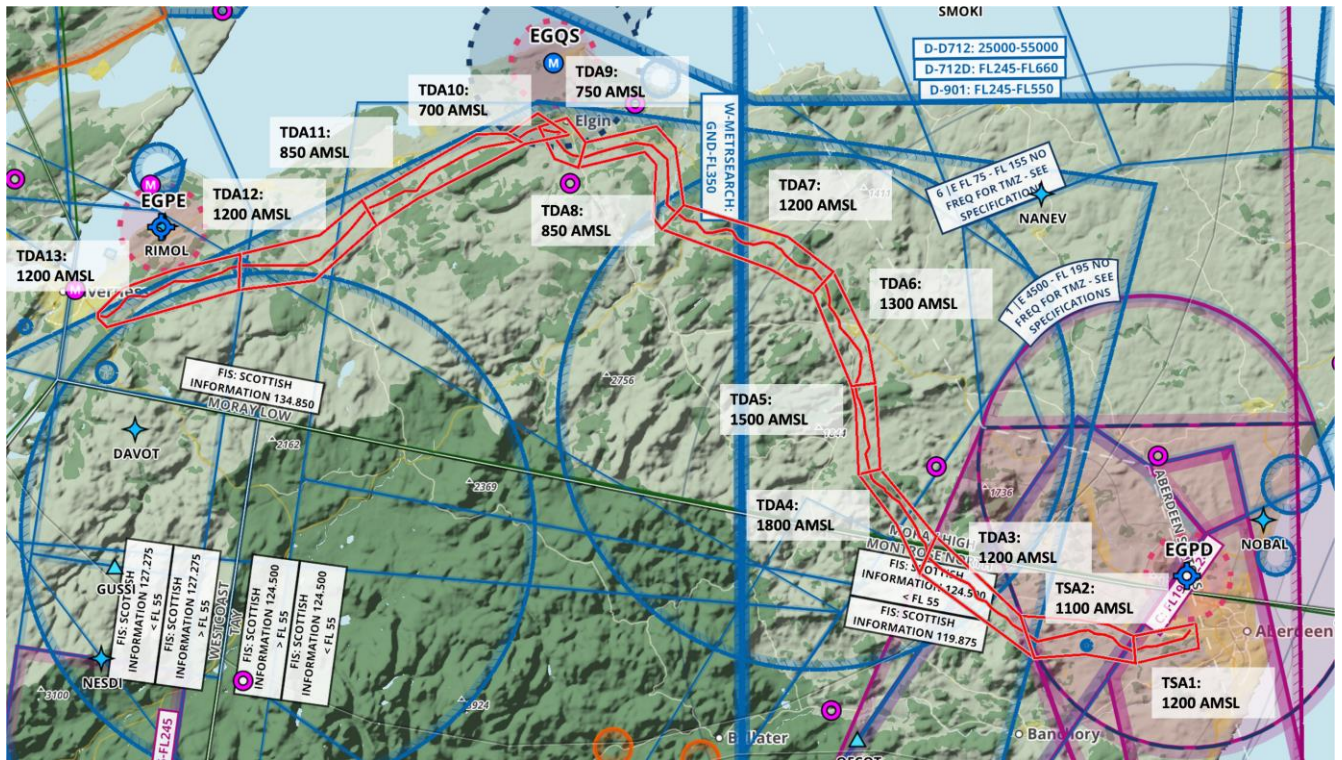 SMOKI
EGQS
M
D-D712: 25000-55000
D-712D: FL245-FL660
D-901: FL245-FL550
TDA9:
750 AMSL
TDA10:
700 AMSL
W-METRSEARCH:
GND-FL350
Elgin
TDA11:
850 AMSL
TDA12:
1200 AMSL
M
EGPE
RIMOL
TDA7:
1200 AMSL
6 | E FL 75 - FL 155 NO
FREQ FOR TMZ - SEE
NANEV
TDA8:
850 AMSL
TDA13:
1200 AMSL
M
TDA6:
1300 AMSL
1 | E 4500 - FL 195 NO
FREQ FOR TMZ - SEE
SPECIFICATIONS
FIS: SCOTTISH
INFORMATION 134.850
MORAY LOW
2756
TDA5:
1500 AMSL
2162
DAVOT
2369
1736
TDA4:
1800 AMSL
TDA3:
1200 AMSL
ABERDEEN
EGPD
NOBAL
FIS: SCOTTISH
INFORMATION 124.500
< FL 55
FIS: SCOTTISH
INFORMATION 119.875
TSA2:
1100 AMSL
Aberdeen
GUSSI
INFORMATION 127.275
< FL 55
FIS: SCOTTISH
INFORMATION 127.275
> FL 55
WESTCOAST
TAY
FIS: SCOTTISH
INFORMATION 124.500
> FL 55
FIS: SCOTTISH
INFORMATION 124.500
< FL 55
NESDI
3100
TSA1:
1200 AMSL
-FL245
Banchory